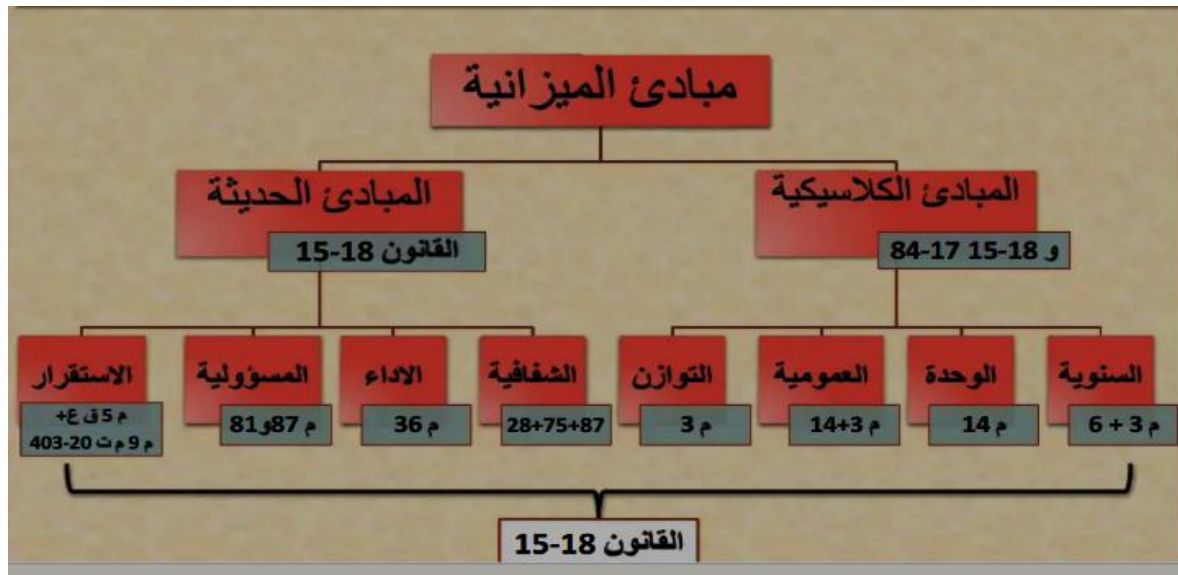 مبادئ الميزانية
المبادئ الكلاسيكية
84-17 و 18-15
المبادئ الحديثة
القانون 18-15
السنوية
م 3 + 6
الوحدة
م 14
العمومية
م 3+14
التوازن
م 3
الشفافية
28+75+87
الاداء
م 36
المسؤولية
م 87و81
الاستقرار
م 5 ق ع+
م 9 م ت 20-403
القانون 18-15